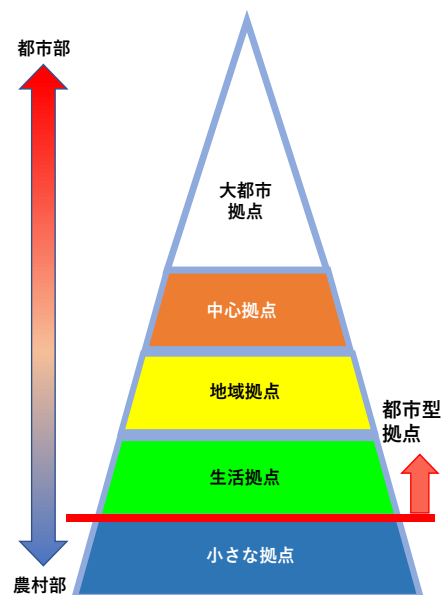 都市部
大都市
拠点
中心拠点
地域拠点
都市型
拠点
生活拠点
小さな拠点
農村部